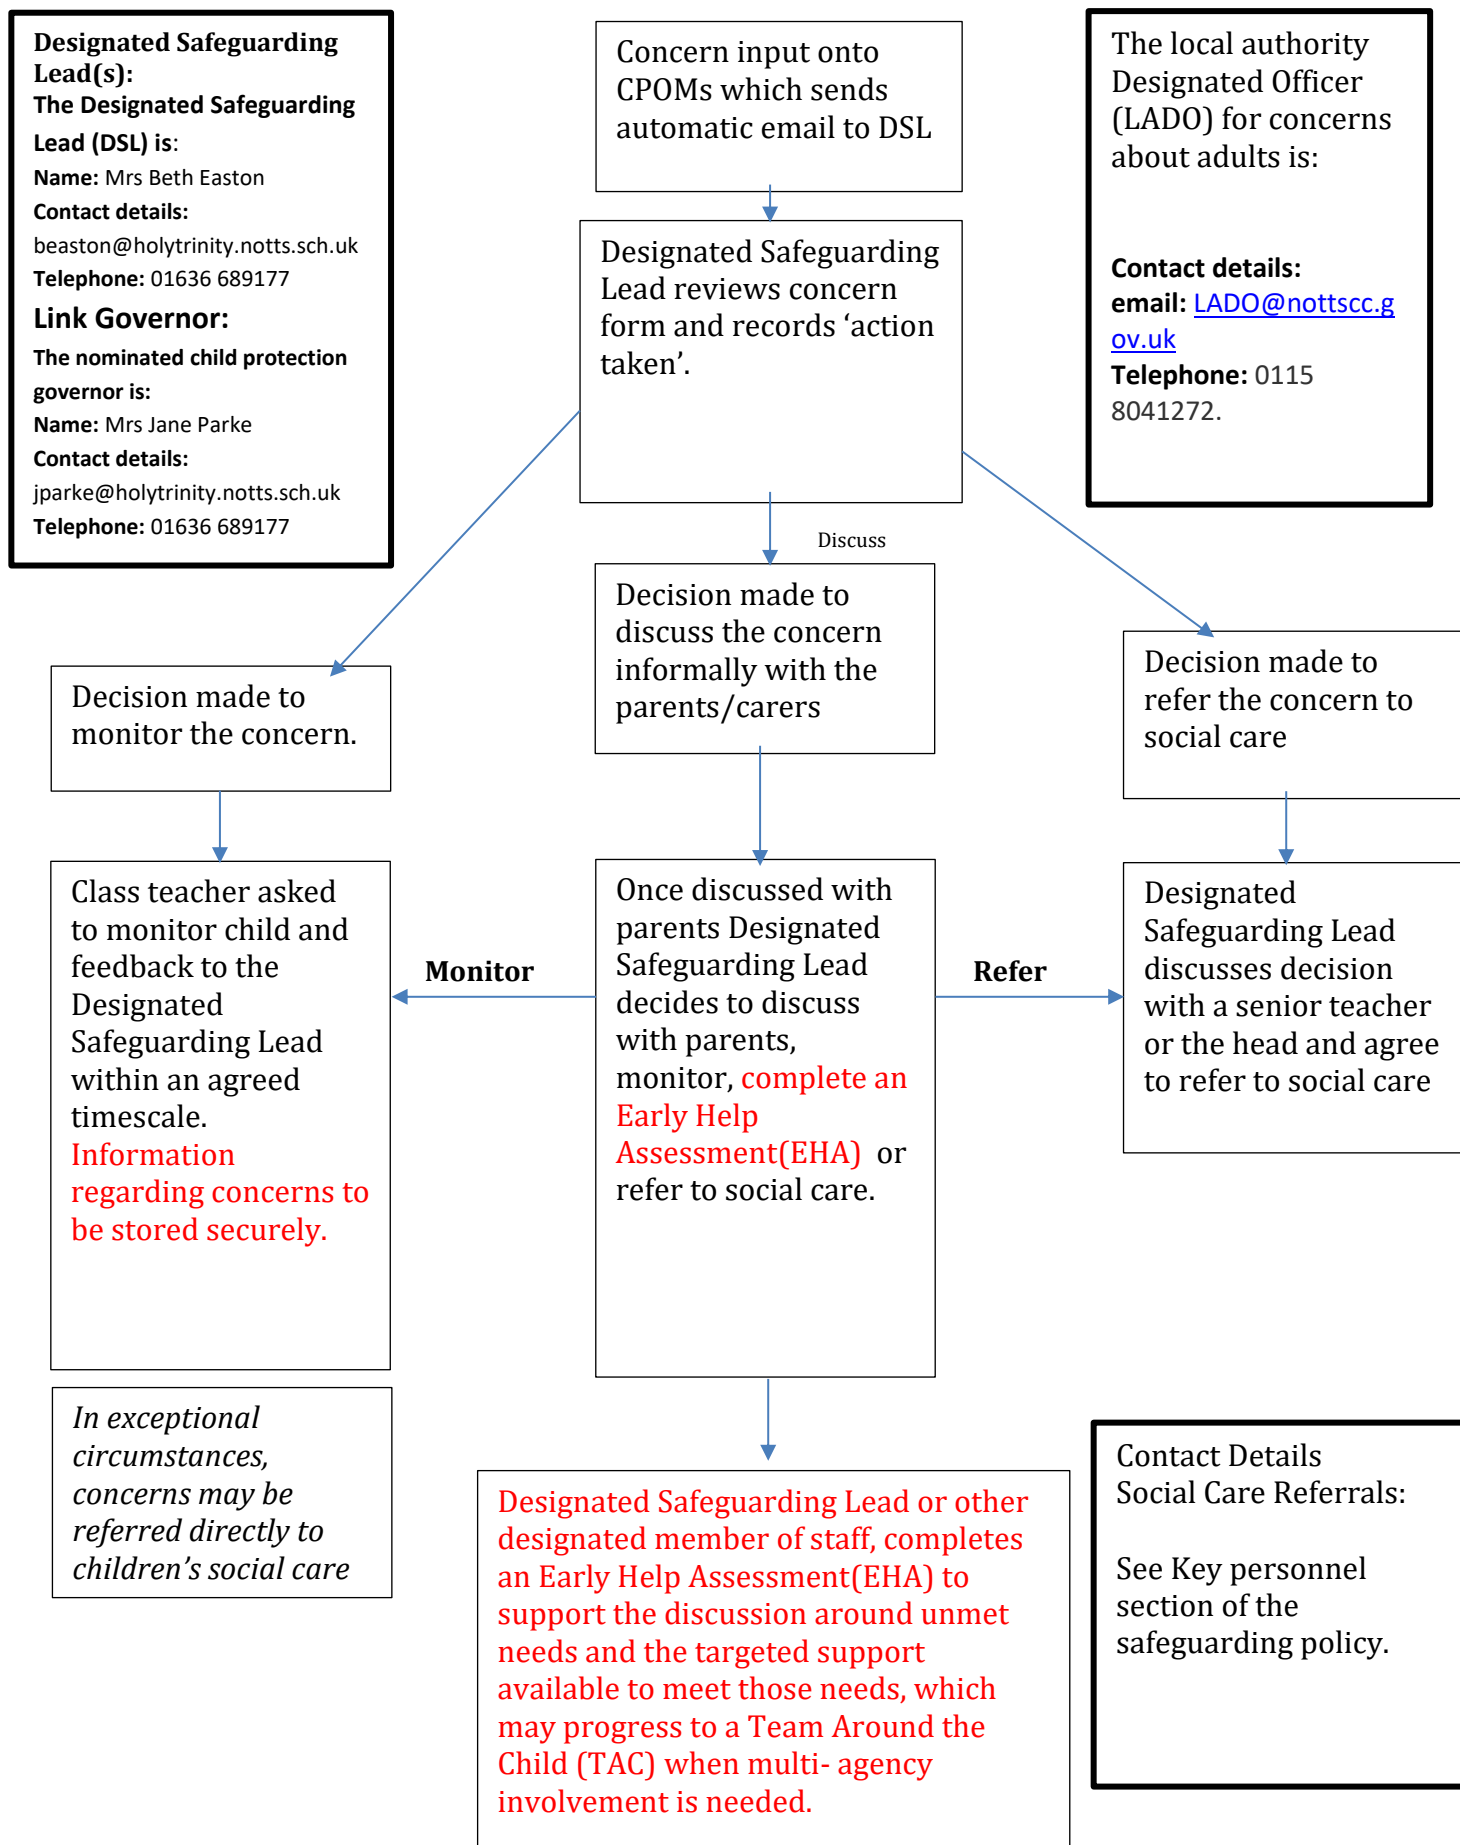 Designated Safeguarding
Lead(s):
The Designated Safeguarding
Lead (DSL) is:
Name: Mrs Beth Easton
Contact details:
beaston@holytrinity.notts.sch.uk
Telephone: 01636 689177
Link Governor:
The nominated child protection
governor is:
Name: Mrs Jane Parke
Contact details:
jparke@holytrinity.notts.sch.uk
Telephone: 01636 689177
Concern input onto
CPOMs which sends
automatic email to DSL
The local authority
Designated Officer
(LADO) for concerns
about adults is:
Contact details:
email: LADO@nottscc.g
ov.uk
Telephone: 0115
8041272.
Designated Safeguarding
Lead reviews concern
form and records ‘action
taken’.
Discuss
Decision made to
monitor the concern.
Decision made to
discuss the concern
informally with the
parents/carers
Decision made to
refer the concern to
social care
Class teacher asked
to monitor child and
feedback to the
Designated
Safeguarding Lead
within an agreed
timescale.
Information
regarding concerns to
be stored securely.
Monitor
Once discussed with
parents Designated
Safeguarding Lead
decides to discuss
with parents,
monitor, complete an
Early Help
Assessment(EHA)  or
refer to social care.
Refer
Designated
Safeguarding Lead
discusses decision
with a senior teacher
or the head and agree
to refer to social care
In exceptional
circumstances,
concerns may be
referred directly to
children’s social care
Designated Safeguarding Lead or other
designated member of staff, completes
an Early Help Assessment(EHA) to
support the discussion around unmet
needs and the targeted support
available to meet those needs, which
may progress to a Team Around the
Child (TAC) when multi- agency
involvement is needed.
Contact Details
Social Care Referrals:
See Key personnel
section of the
safeguarding policy.